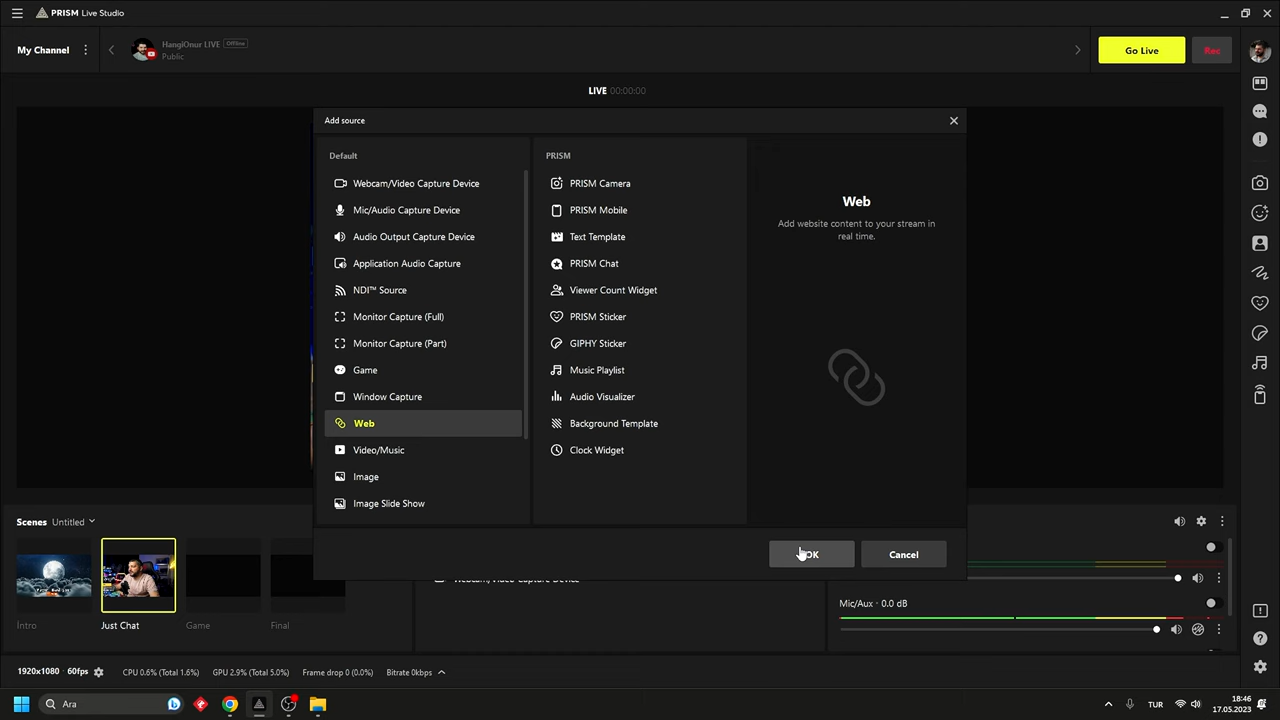 PRISM Live Studio
My Channel
HangiOnur LIVE Offline
Public
Go Live
Rec
LIVE 00:00:00
Add source
Default
Webcam/Video Capture Device
Mic/Audio Capture Device
Audio Output Capture Device
Application Audio Capture
NDI™ Source
Monitor Capture (Full)
Monitor Capture (Part)
Game
Window Capture
Web
Video/Music
Image
Image Slide Show
PRISM
PRISM Camera
PRISM Mobile
Text Template
PRISM Chat
Viewer Count Widget
PRISM Sticker
GIPHY Sticker
Music Playlist
Audio Visualizer
Background Template
Clock Widget
Web
Add website content to your stream in
real time.
OK
Cancel
Scenes Untitled
Intro
Just Chat
Game
Final
Webcam/Video Capture Device
Mic/Aux · 0.0 dB
1920x1080 · 60fps
CPU 0.6% (Total 1.6%)
GPU 2.9% (Total 5.0%)
Frame drop 0 (0.0%)
Bitrate 0kbps
Ara
TUR
18:46
17.05.2023